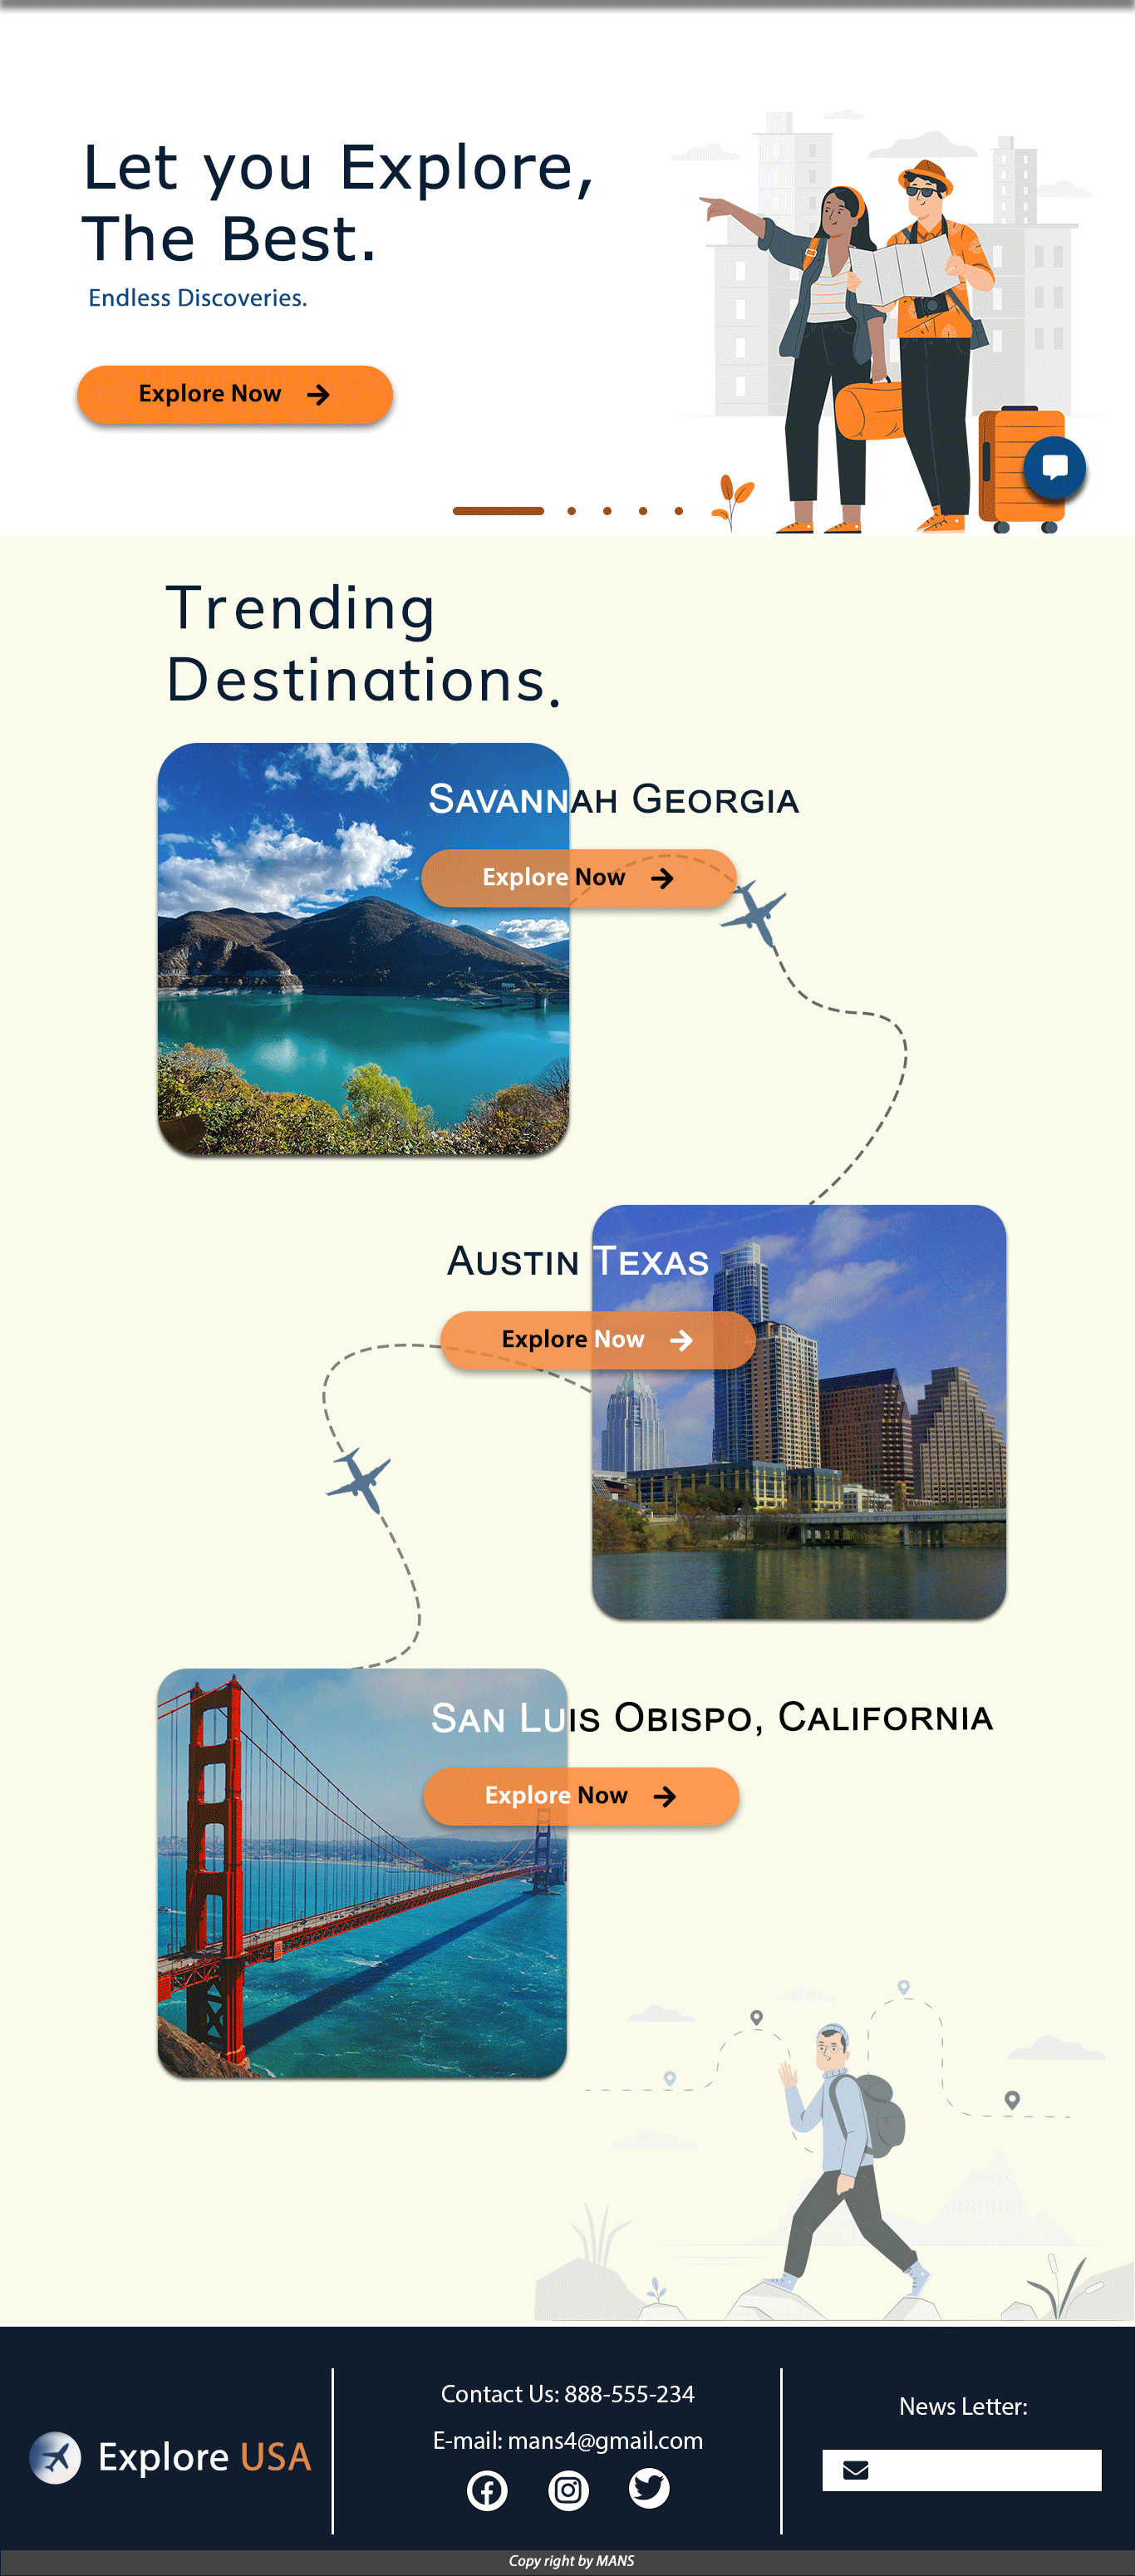 Let you Explore,
The Best.
Endless Discoveries.
Explore Now
Trending
Destinations.
Savannah Georgia
Explore Now
Austin Texas
Explore Now
San Luis Obispo, California
Explore Now
Explore USA
Contact Us: 888-555-234
E-mail: mans4@gmail.com
News Letter:
Copy right by MANS